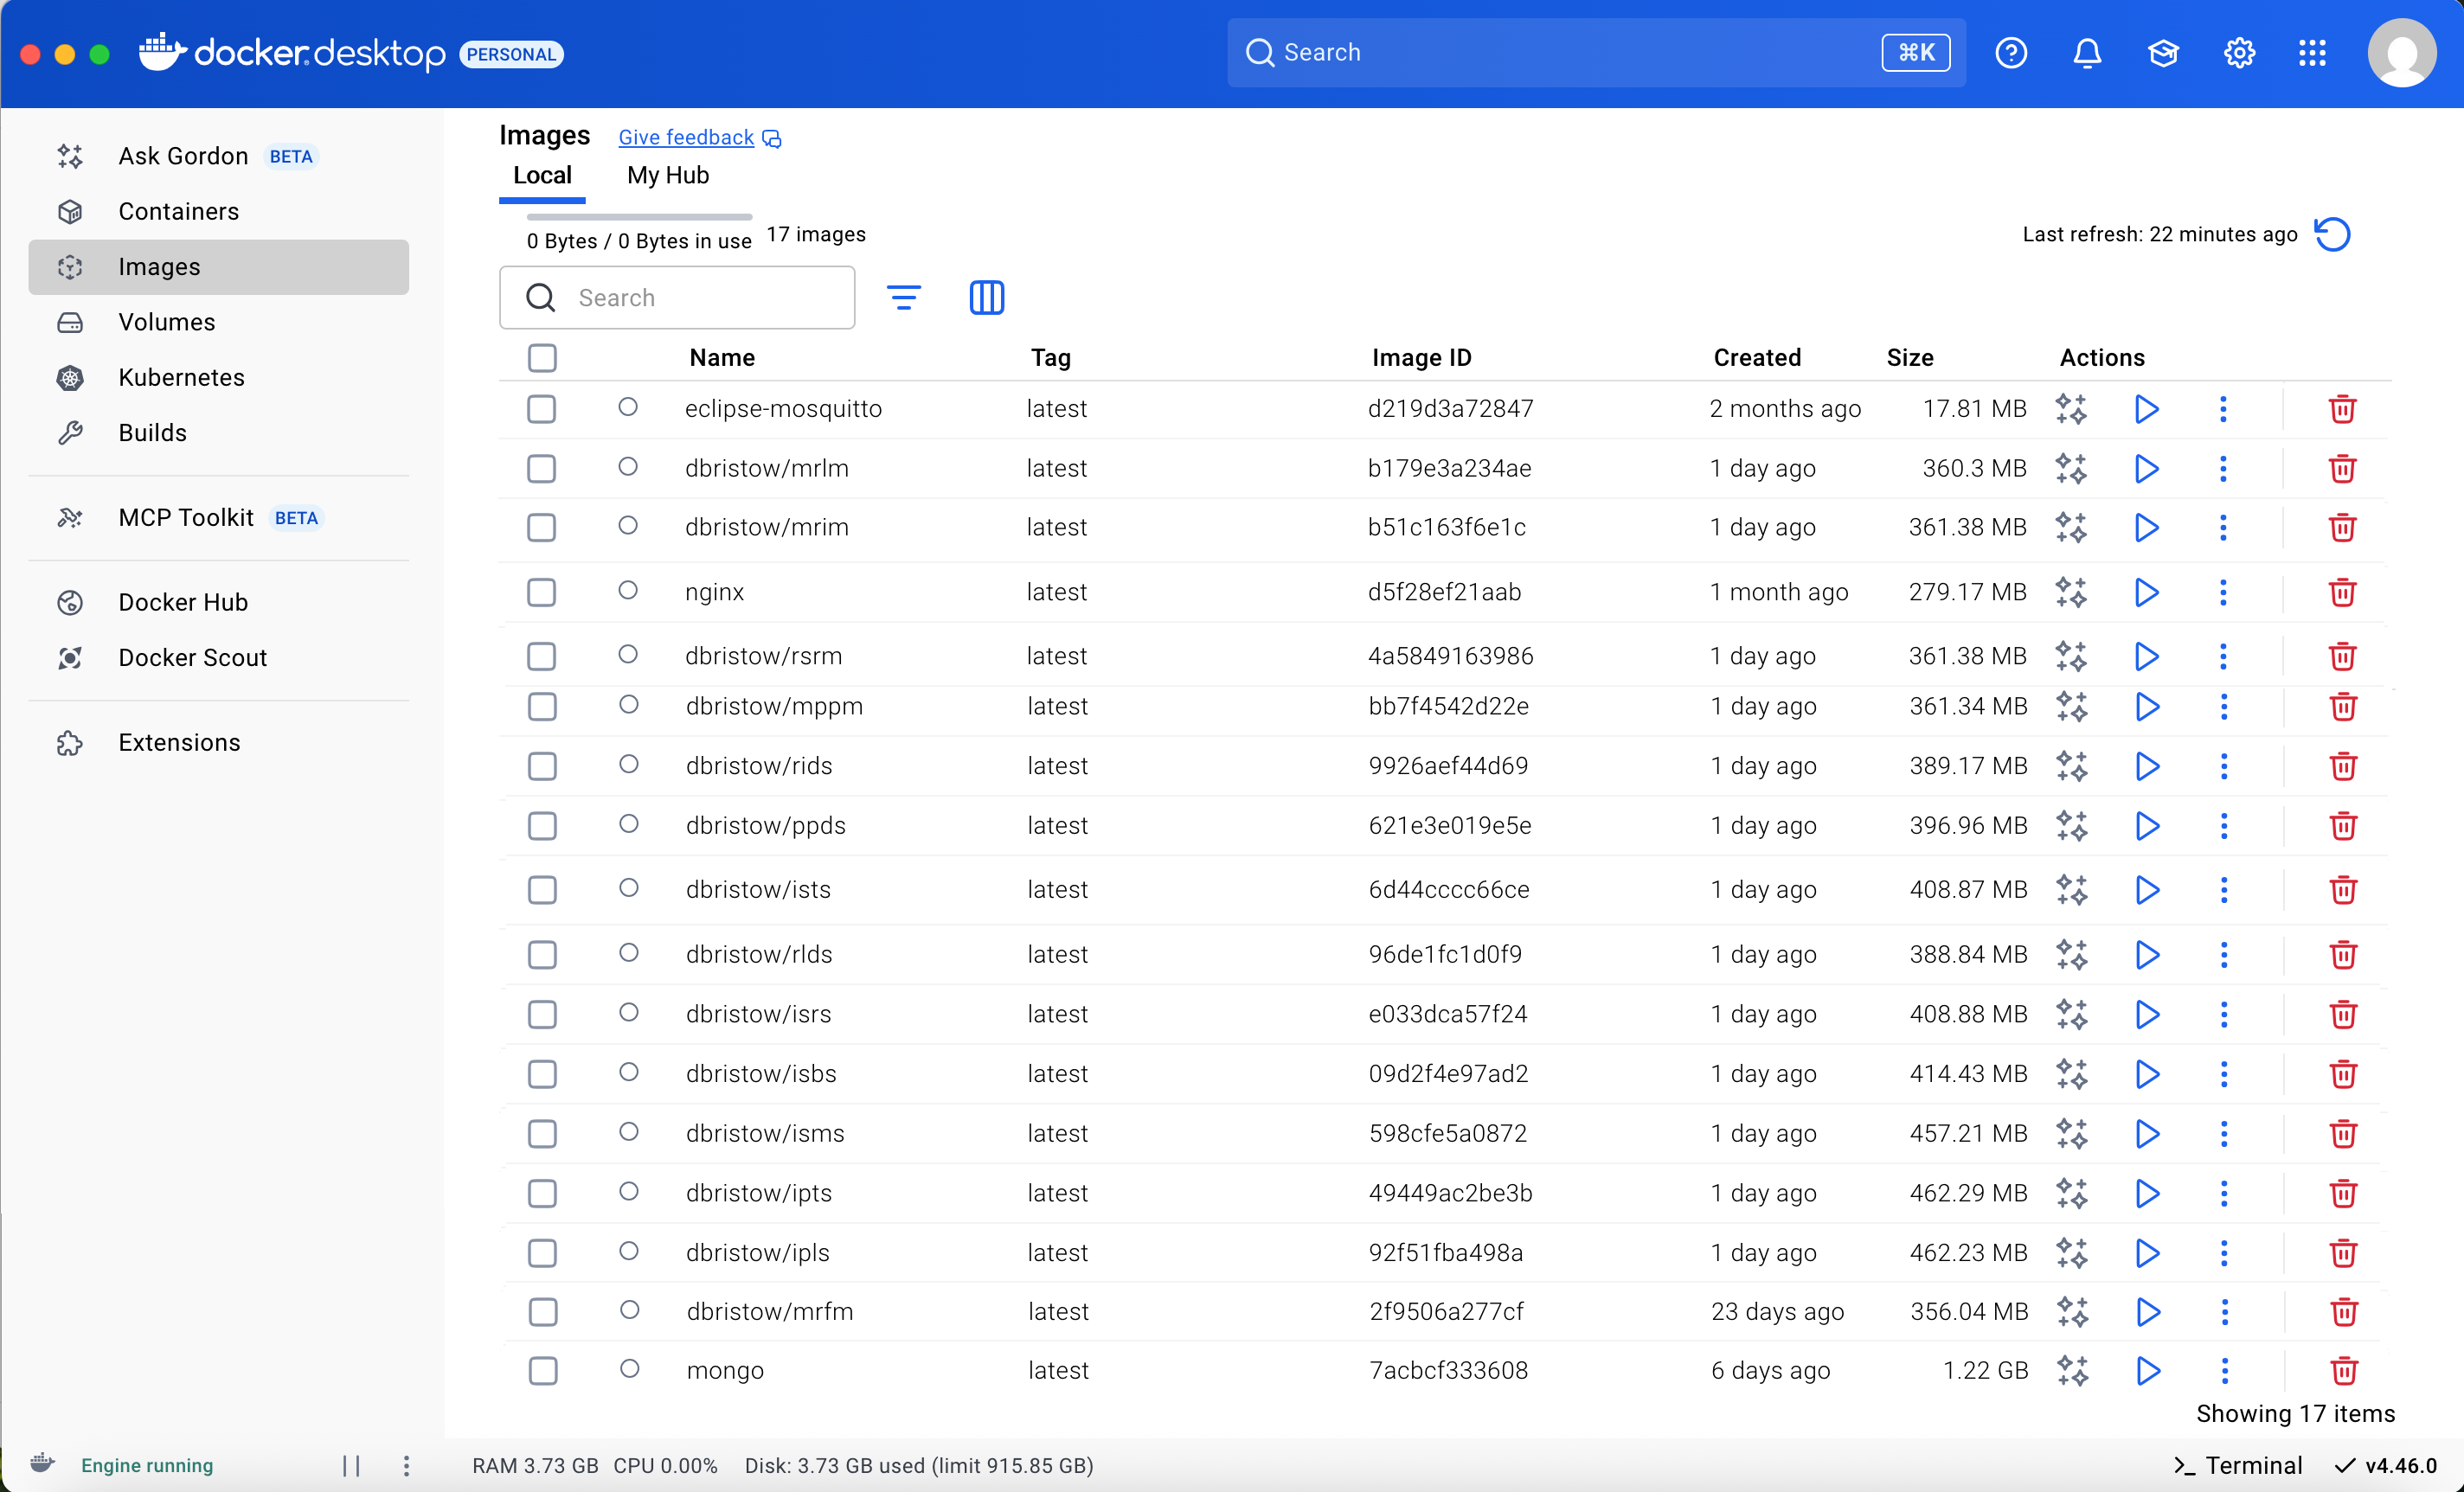 docker.desktop PERSONAL Search ⌘K
Ask Gordon BETA
Containers
Images
Volumes
Kubernetes
Builds
MCP Toolkit BETA
Docker Hub
Docker Scout
Extensions
Images Give feedback
Local My Hub
0 Bytes / 0 Bytes in use 17 images Last refresh: 22 minutes ago
Search
Name Tag Image ID Created Size Actions
eclipse-mosquitto latest d219d3a72847 2 months ago 17.81 MB
dbristow/mrlm latest b179e3a234ae 1 day ago 360.3 MB
dbristow/mrim latest b51c163f6e1c 1 day ago 361.38 MB
nginx latest d5f28ef21aab 1 month ago 279.17 MB
dbristow/rsrm latest 4a5849163986 1 day ago 361.38 MB
dbristow/mppm latest bb7f4542d22e 1 day ago 361.34 MB
dbristow/rids latest 9926aef44d69 1 day ago 389.17 MB
dbristow/ppds latest 621e3e019e5e 1 day ago 396.96 MB
dbristow/ists latest 6d44cccc66ce 1 day ago 408.87 MB
dbristow/rlds latest 96de1fc1d0f9 1 day ago 388.84 MB
dbristow/isrs latest e033dca57f24 1 day ago 408.88 MB
dbristow/isbs latest 09d2f4e97ad2 1 day ago 414.43 MB
dbristow/isms latest 598cfe5a0872 1 day ago 457.21 MB
dbristow/ipts latest 49449ac2be3b 1 day ago 462.29 MB
dbristow/ipls latest 92f51fba498a 1 day ago 462.23 MB
dbristow/mrfm latest 2f9506a277cf 23 days ago 356.04 MB
mongo latest 7acbcf333608 6 days ago 1.22 GB
Showing 17 items
Engine running RAM 3.73 GB CPU 0.00% Disk: 3.73 GB used (limit 915.85 GB) Terminal v4.46.0